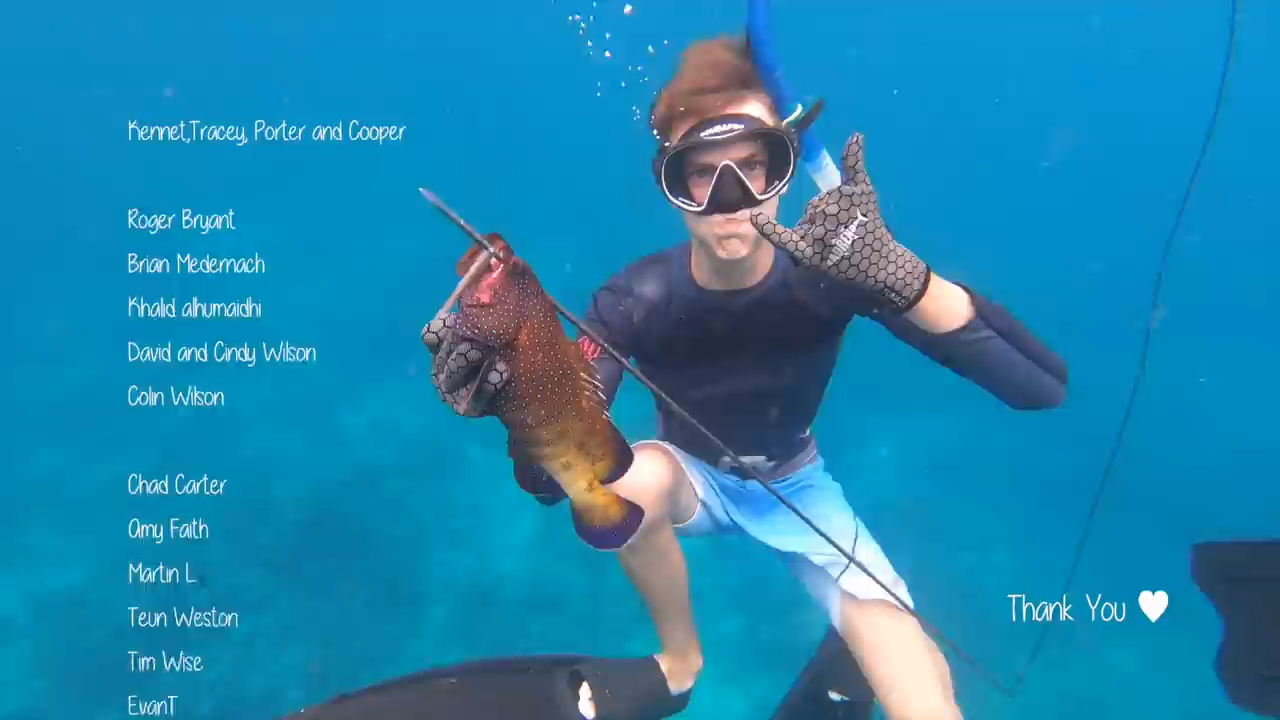 Kennet,Tracey, Porter and Cooper
Roger Bryant
Brian Medernach
Khalid alhumaidhi
David and Cindy Wilson
Colin Wilson
Chad Carter
Amy Faith
Martin L
Teun Weston
Tim Wise
EvanT
Thank You